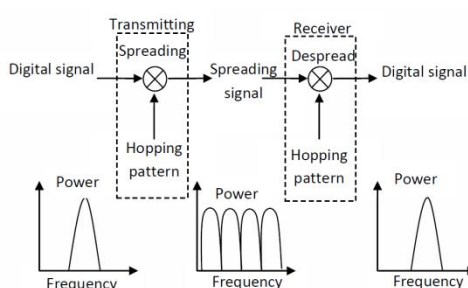 Transmitting
Receiver
Spreading
Despread
Digital signal
Spreading
signal
Digital signal
Hopping
pattern
Hopping
pattern
Power
Power
Power
Frequency
Frequency
Frequency